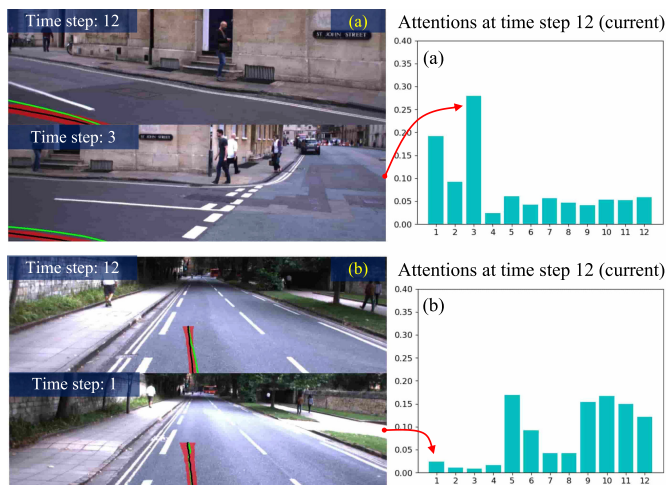 Time step: 12
(a)
ST JOHN STREET
Time step: 3
ST JOHN STREET
Attentions at time step 12 (current)
(a)
0.40
0.35
0.30
0.25
0.20
0.15
0.10
0.05
0.00
1 2 3 4 5 6 7 8 9 10 11 12
Time step: 12
(b)
Time step: 1
Attentions at time step 12 (current)
(b)
0.40
0.35
0.30
0.25
0.20
0.15
0.10
0.05
0.00
1 2 3 4 5 6 7 8 9 10 11 12